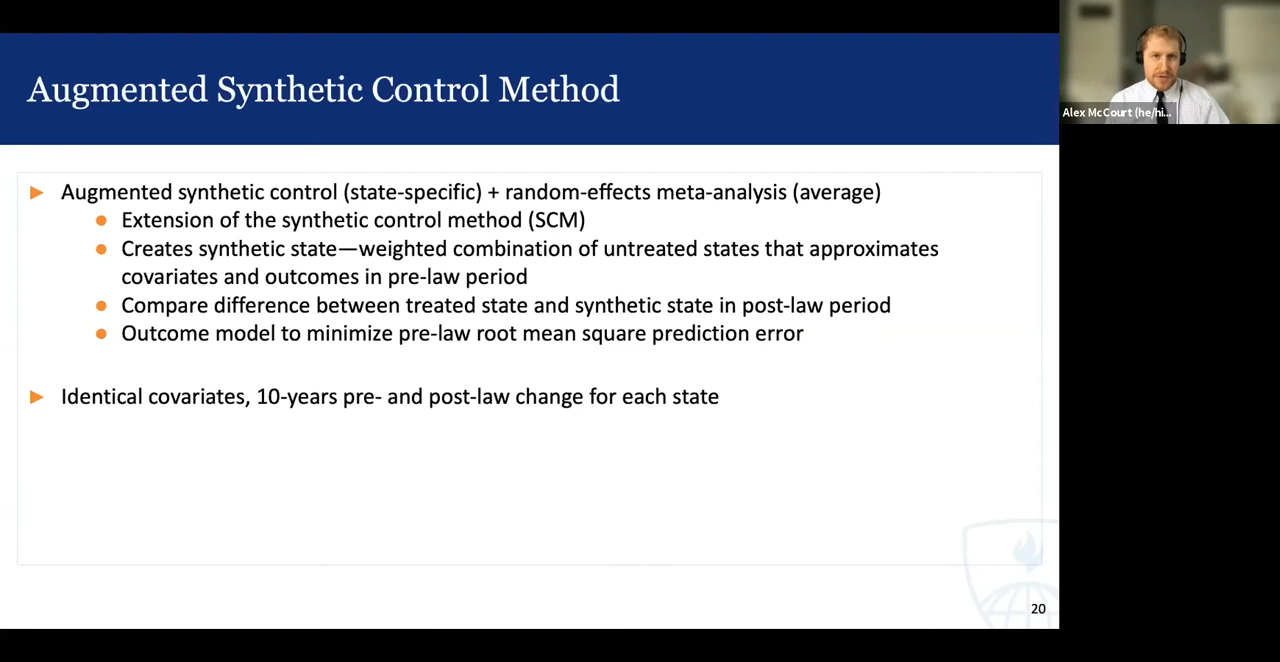 Augmented Synthetic Control Method
Alex McCourt (he/hi...
Augmented synthetic control (state-specific) + random-effects meta-analysis (average)
Extension of the synthetic control method (SCM)
Creates synthetic state—weighted combination of untreated states that approximates
covariates and outcomes in pre-law period
Compare difference between treated state and synthetic state in post-law period
Outcome model to minimize pre-law root mean square prediction error
Identical covariates, 10-years pre- and post-law change for each state
20